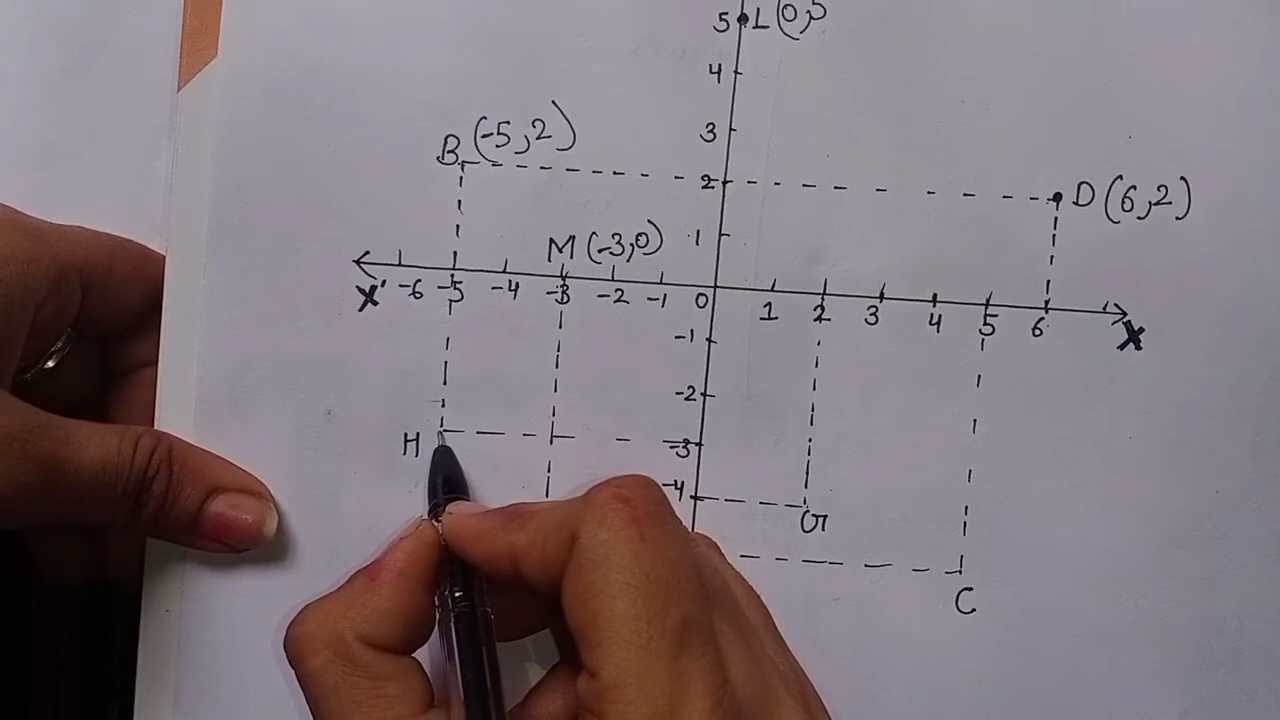 5 L (0,5
4
3
B (-5,2)
2
D (6,2)
1
M (-3,0)
X' -6 -5 -4 -3 -2 -1 0 1 2 3 4 5 6 X
-1
-2
H -3
-4
G
C